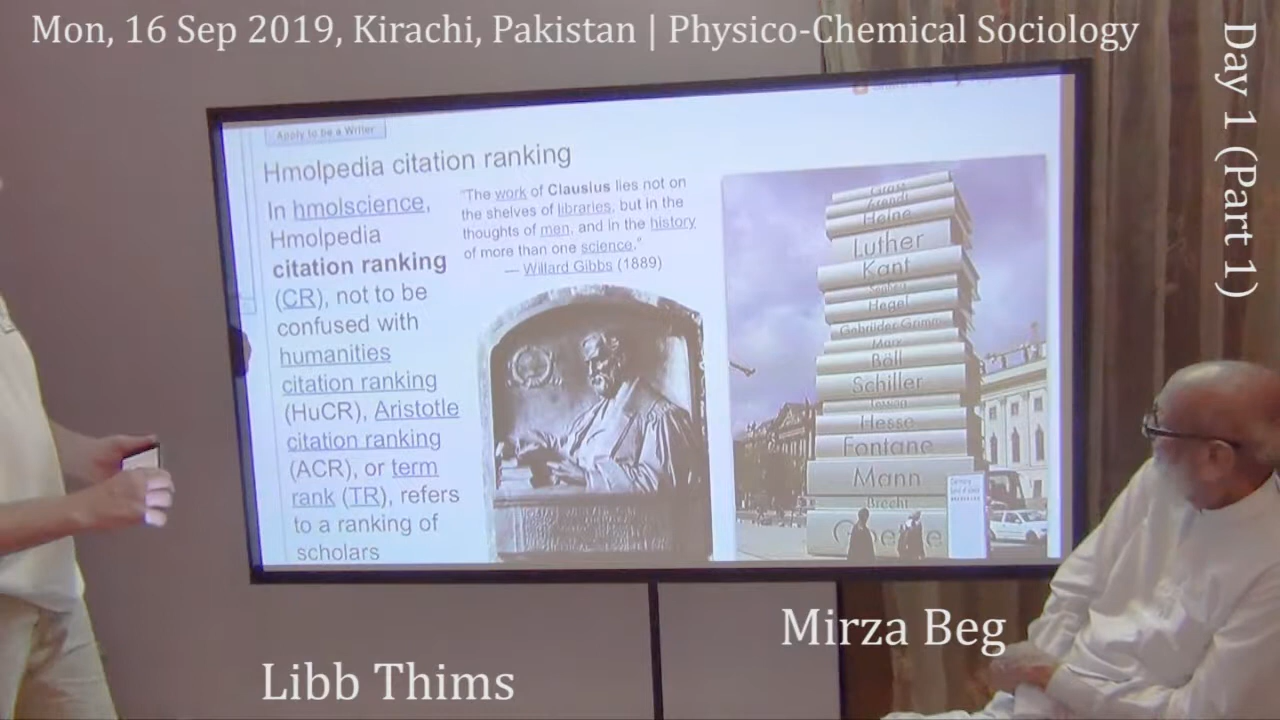 Mon, 16 Sep 2019, Kirachi, Pakistan | Physico-Chemical Sociology
Day 1 (Part 1)
Apply to be a Writer
Hmolpedia citation ranking
In hmolscience,
Hmolpedia
citation ranking
(CR), not to be
confused with
humanities
citation ranking
(HuCR), Aristotle
citation ranking
(ACR), or term
rank (TR), refers
to a ranking of
scholars
"The work of Clausius lies not on
the shelves of libraries, but in the
thoughts of men, and in the history
of more than one science."
— Willard Gibbs (1889)
Grass
Arendt
Heine
Luther
Kant
Hegel
Gebrüder Grimm
Marx
Böll
Schiller
Lessing
Hesse
Fontane
Mann
Brecht
Goethe
Mirza Beg
Libb Thims